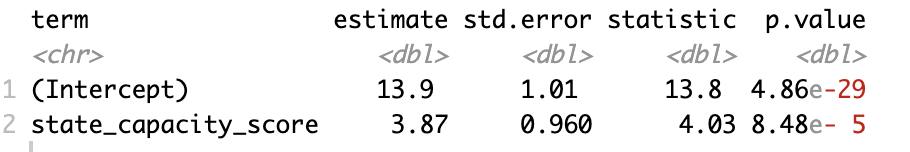 term estimate std.error statistic p.value
<chr> <dbl> <dbl> <dbl> <dbl>
1 (Intercept) 13.9 1.01 13.8 4.86e-29
2 state_capacity_score 3.87 0.960 4.03 8.48e- 5